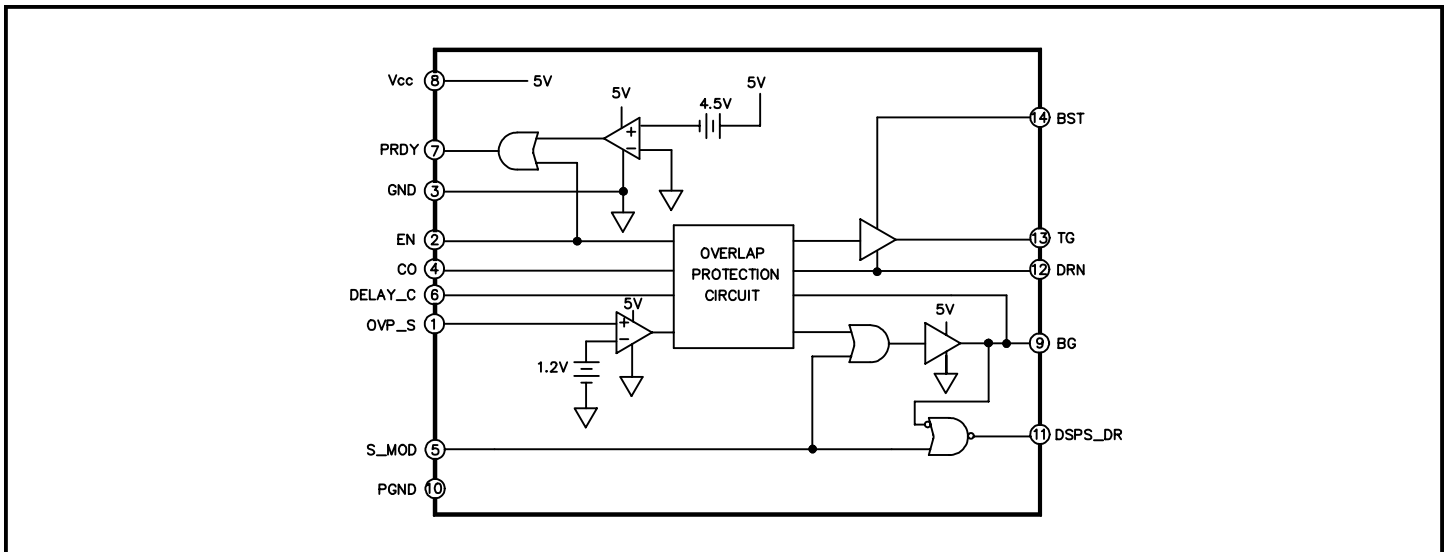 Vcc 8 5V
5V
4.5V
5V
+
−
PRDY 7
GND 3
EN 2
CO 4
DELAY_C 6
OVP_S 1
5V
+
−
1.2V
OVERLAP
PROTECTION
CIRCUIT
S_MOD 5
PGND 10
14 BST
13 TG
12 DRN
5V
9 BG
11 DSPS_DR